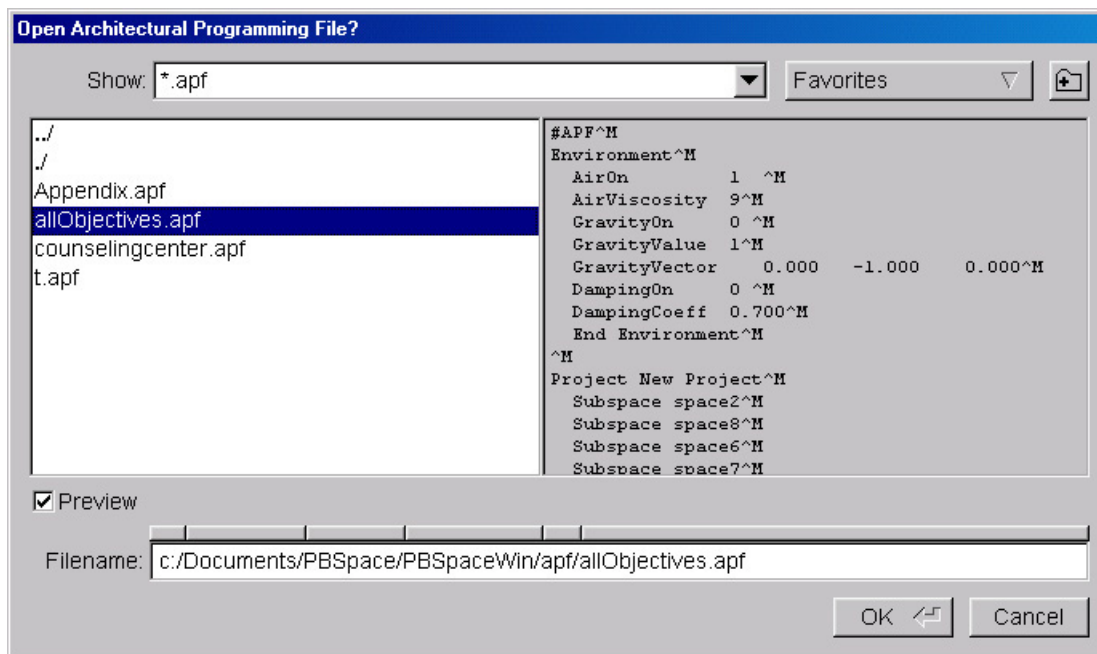 Open Architectural Programming File?
Show: *.apf Favorites
../
./
Appendix.apf
allObjectives.apf
counselingcenter.apf
t.apf
#APF^M
Environment^M
AirOn 1 ^M
AirViscosity 9^M
GravityOn 0 ^M
GravityValue 1^M
GravityVector 0.000 -1.000 0.000^M
DampingOn 0 ^M
DampingCoeff 0.700^M
End Environment^M
^M
Project New Project^M
Subspace space2^M
Subspace space8^M
Subspace space6^M
Subspace space7^M
Preview
Filename: c:/Documents/PBSpace/PBSpaceWin/apf/allObjectives.apf
OK Cancel